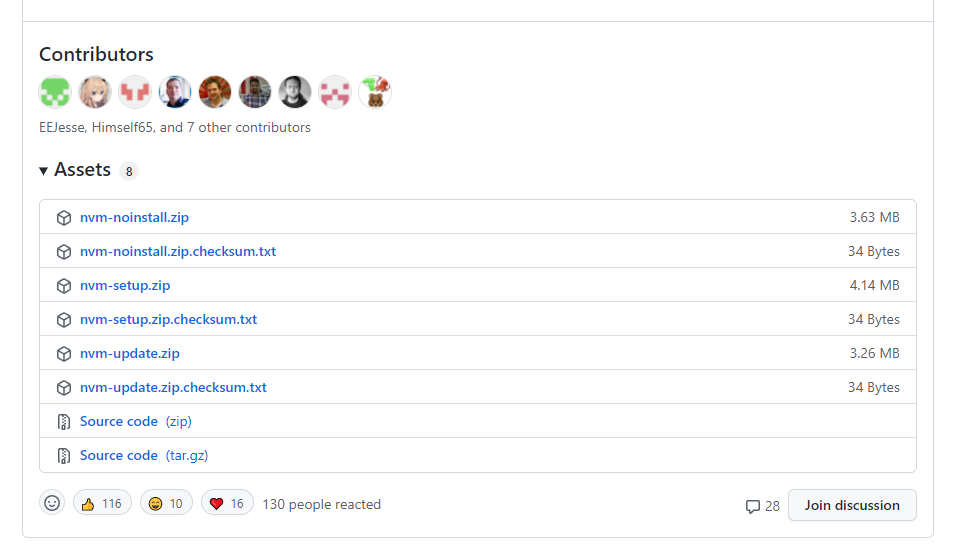 Contributors
EEJesse, Himself65, and 7 other contributors
Assets 8
nvm-noinstall.zip 3.63 MB
nvm-noinstall.zip.checksum.txt 34 Bytes
nvm-setup.zip 4.14 MB
nvm-setup.zip.checksum.txt 34 Bytes
nvm-update.zip 3.26 MB
nvm-update.zip.checksum.txt 34 Bytes
Source code (zip)
Source code (tar.gz)
116 10 16 130 people reacted 28 Join discussion